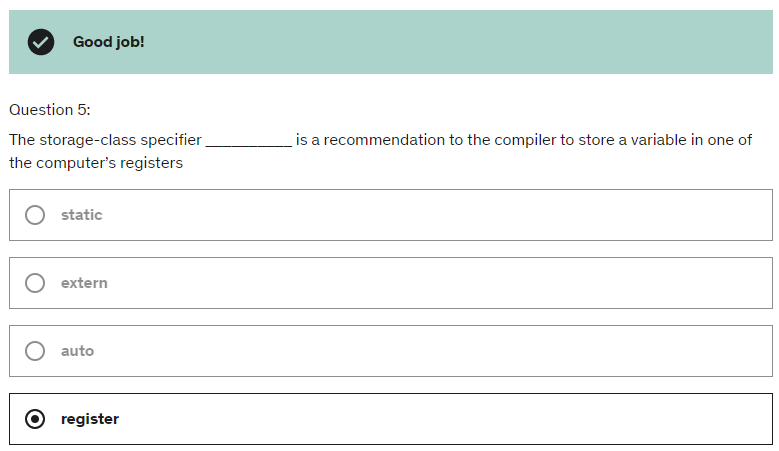 Good job!
Question 5:
The storage-class specifier __________ is a recommendation to the compiler to store a variable in one of
the computer’s registers
static
extern
auto
register